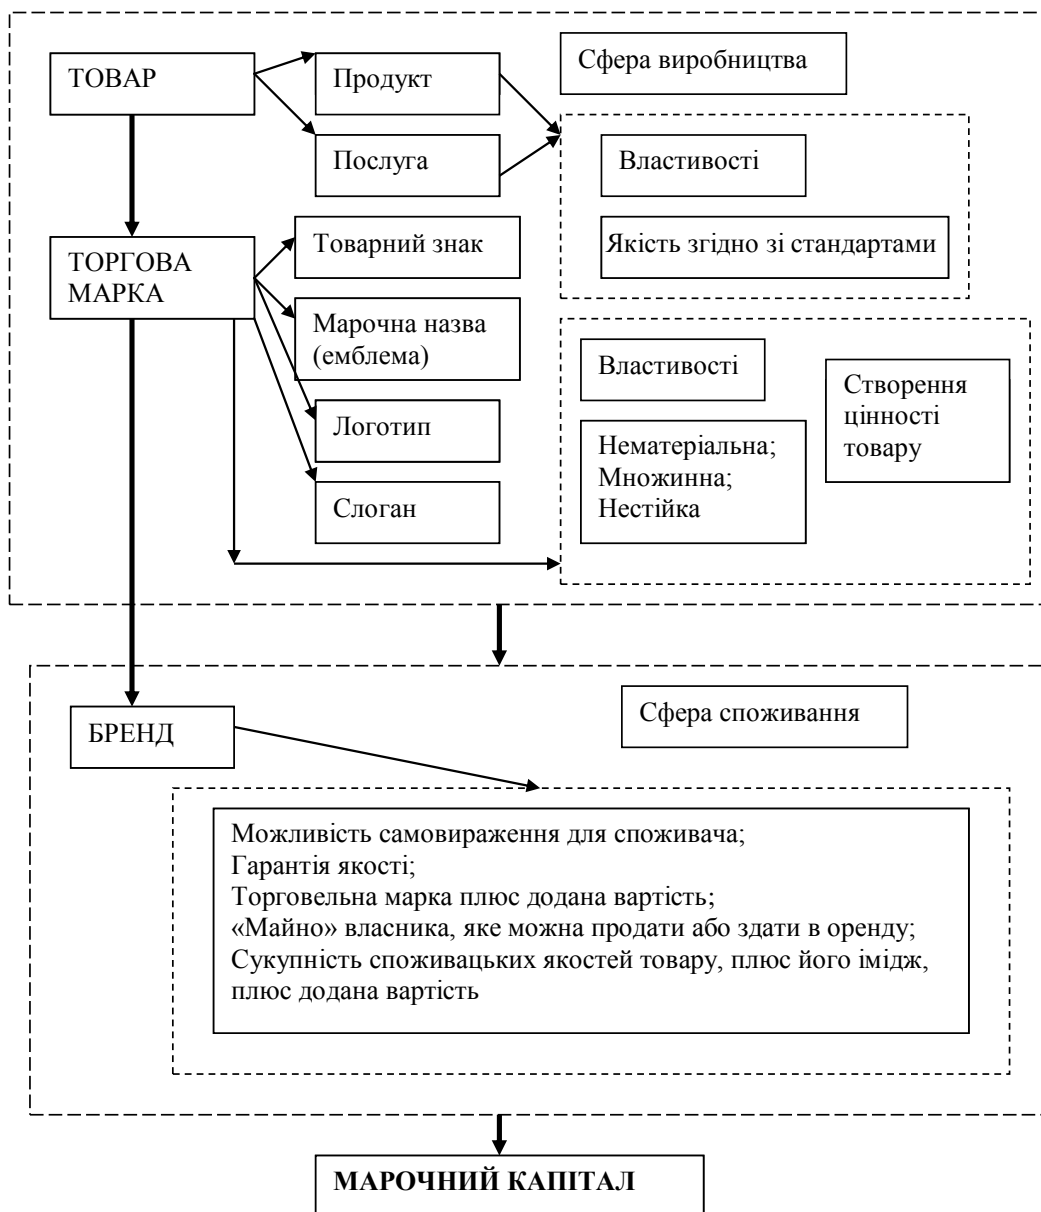 ТОВАР
Продукт
Сфера виробництва
Послуга
Властивості
Товарний знак
Якість згідно зі стандартами
ТОРГОВА
МАРКА
Марочна назва
(емблема)
Властивості
Створення
цінності
товару
Логотип
Нематеріальна;
Множинна;
Нестійка
Слоган
Сфера споживання
БРЕНД
Можливість самовираження для споживача;
Гарантія якості;
Торговельна марка плюс додана вартість;
«Майно» власника, яке можна продати або здати в оренду;
Сукупність споживацьких якостей товару, плюс його імідж,
плюс додана вартість
МАРОЧНИЙ КАПІТАЛ